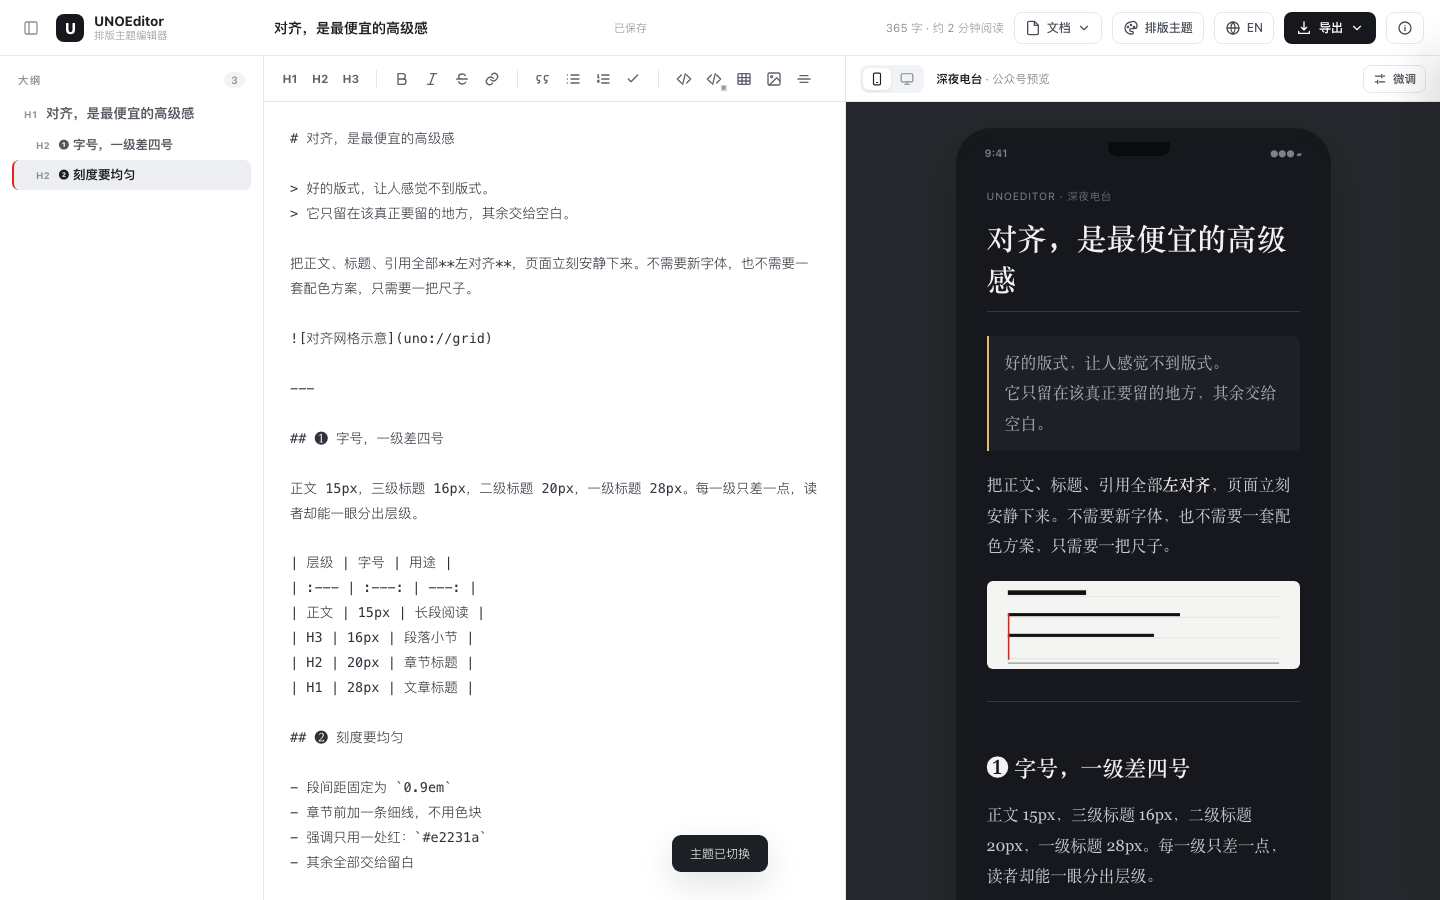 U
UNOEditor
排版主题编辑器
对齐，是最便宜的高级感
已保存
365 字 · 约 2 分钟阅读
文档
排版主题
EN
导出
大纲
3
H1 对齐，是最便宜的高级感
H2 ❶ 字号，一级差四号
H2 ❷ 刻度要均匀
H1 H2 H3
深夜电台 · 公众号预览
微调
# 对齐，是最便宜的高级感
> 好的版式，让人感觉不到版式。
> 它只留在该真正要留的地方，其余交给空白。
把正文、标题、引用全部**左对齐**，页面立刻安静下来。不需要新字体，也不需要一
套配色方案，只需要一把尺子。
![对齐网格示意](uno://grid)
---
## ❶ 字号，一级差四号
正文 15px，三级标题 16px，二级标题 20px，一级标题 28px。每一级只差一点，读
者却能一眼分出层级。
| 层级 | 字号 | 用途 |
| :--- | :---: | ---: |
| 正文 | 15px | 长段阅读 |
| H3 | 16px | 段落小节 |
| H2 | 20px | 章节标题 |
| H1 | 28px | 文章标题 |
## ❷ 刻度要均匀
- 段间距固定为 `0.9em`
- 章节前加一条细线，不用色块
- 强调只用一处红：`#e2231a`
- 其余全部交给留白
主题已切换
9:41
UNOEDITOR · 深夜电台
对齐，是最便宜的高级
感
好的版式，让人感觉不到版式。
它只留在该真正要留的地方，其余交给
空白。
把正文、标题、引用全部左对齐，页面立刻
安静下来。不需要新字体，也不需要一套配
色方案，只需要一把尺子。
❶ 字号，一级差四号
正文 15px，三级标题 16px，二级标题
20px，一级标题 28px。每一级只差一点，
读者却能一眼分出层级。